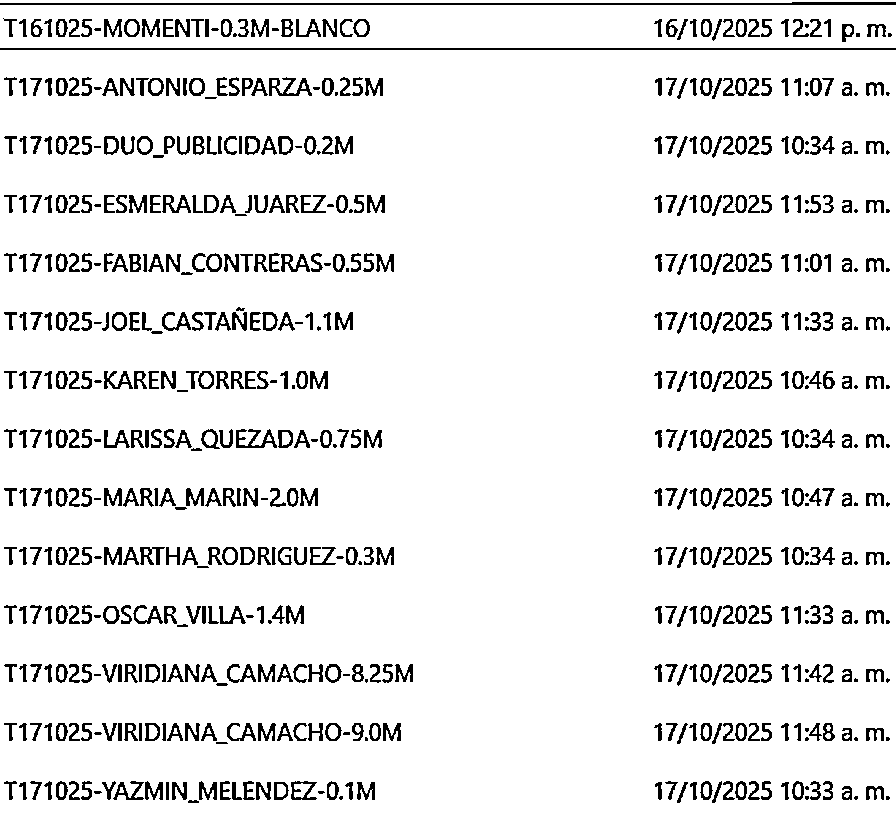 T161025-MOMENTI-0.3M-BLANCO 16/10/2025 12:21 p. m.
T171025-ANTONIO_ESPARZA-0.25M 17/10/2025 11:07 a. m.
T171025-DUO_PUBLICIDAD-0.2M 17/10/2025 10:34 a. m.
T171025-ESMERALDA_JUAREZ-0.5M 17/10/2025 11:53 a. m.
T171025-FABIAN_CONTRERAS-0.55M 17/10/2025 11:01 a. m.
T171025-JOEL_CASTAÑEDA-1.1M 17/10/2025 11:33 a. m.
T171025-KAREN_TORRES-1.0M 17/10/2025 10:46 a. m.
T171025-LARISSA_QUEZADA-0.75M 17/10/2025 10:34 a. m.
T171025-MARIA_MARIN-2.0M 17/10/2025 10:47 a. m.
T171025-MARTHA_RODRIGUEZ-0.3M 17/10/2025 10:34 a. m.
T171025-OSCAR_VILLA-1.4M 17/10/2025 11:33 a. m.
T171025-VIRIDIANA_CAMACHO-8.25M 17/10/2025 11:42 a. m.
T171025-VIRIDIANA_CAMACHO-9.0M 17/10/2025 11:48 a. m.
T171025-YAZMIN_MELENDEZ-0.1M 17/10/2025 10:33 a. m.